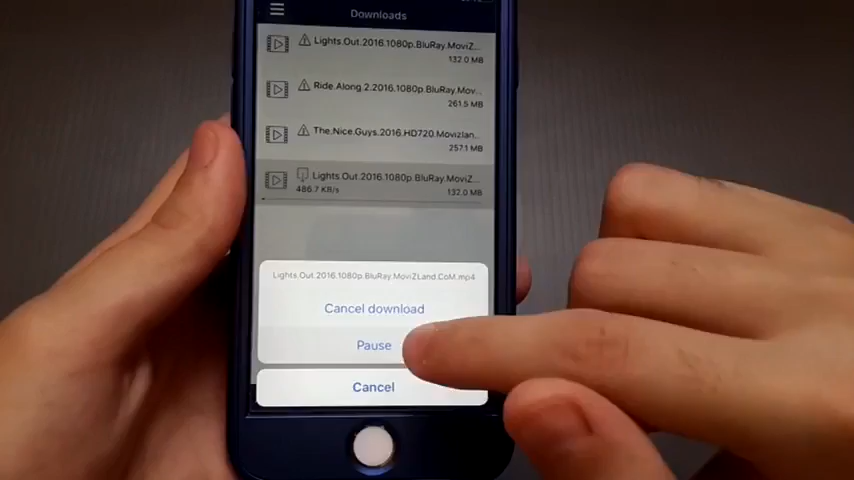 Downloads
Lights.Out.2016.1080p.BluRay.MoviZ...
132.0 MB
Ride.Along.2.2016.1080p.BluRay.Mov...
261.5 MB
The.Nice.Guys.2016.HD720.Movizlan...
257.1 MB
Lights.Out.2016.1080p.BluRay.MoviZ...
486.7 KB/s 132.0 MB
Lights.Out.2016.1080p.BluRay.MoviZLand.CoM.mp4
Cancel download
Pause
Cancel